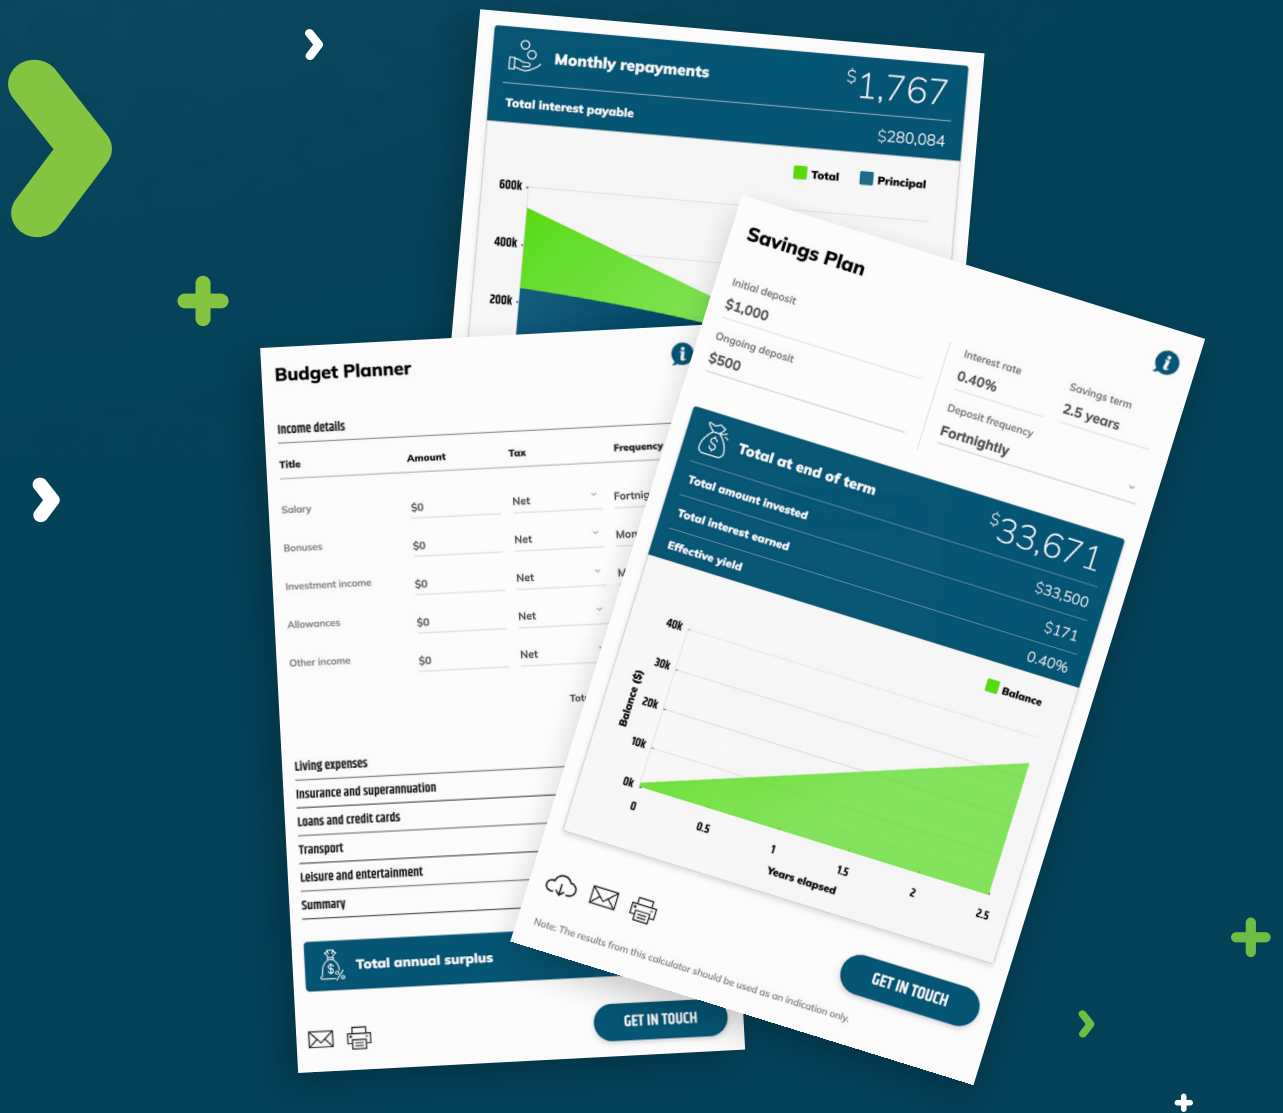 Monthly repayments
$1,767
Total interest payable
$280,084
Total
Principal
600k
400k
200k
Budget Planner
i
Income details
Title Amount Tax Frequency
Salary $0 Net
Bonuses $0 Net
Investment income $0 Net
Allowances $0 Net
Other income $0 Net
Living expenses
Insurance and superannuation
Loans and credit cards
Transport
Leisure and entertainment
Summary
Total annual surplus
GET IN TOUCH
Savings Plan
i
Initial deposit
$1,000
Ongoing deposit
$500
Interest rate
0.40%
Savings term
2.5 years
Deposit frequency
Fortnightly
Total at end of term
$33,671
Total amount invested
$33,500
Total interest earned
$171
Effective yield
0.40%
Balance
Balance ($)
40k
30k
20k
10k
0k
0 0.5 1 1.5 2 2.5
Years elapsed
Note: The results from this calculator should be used as an indication only.
GET IN TOUCH